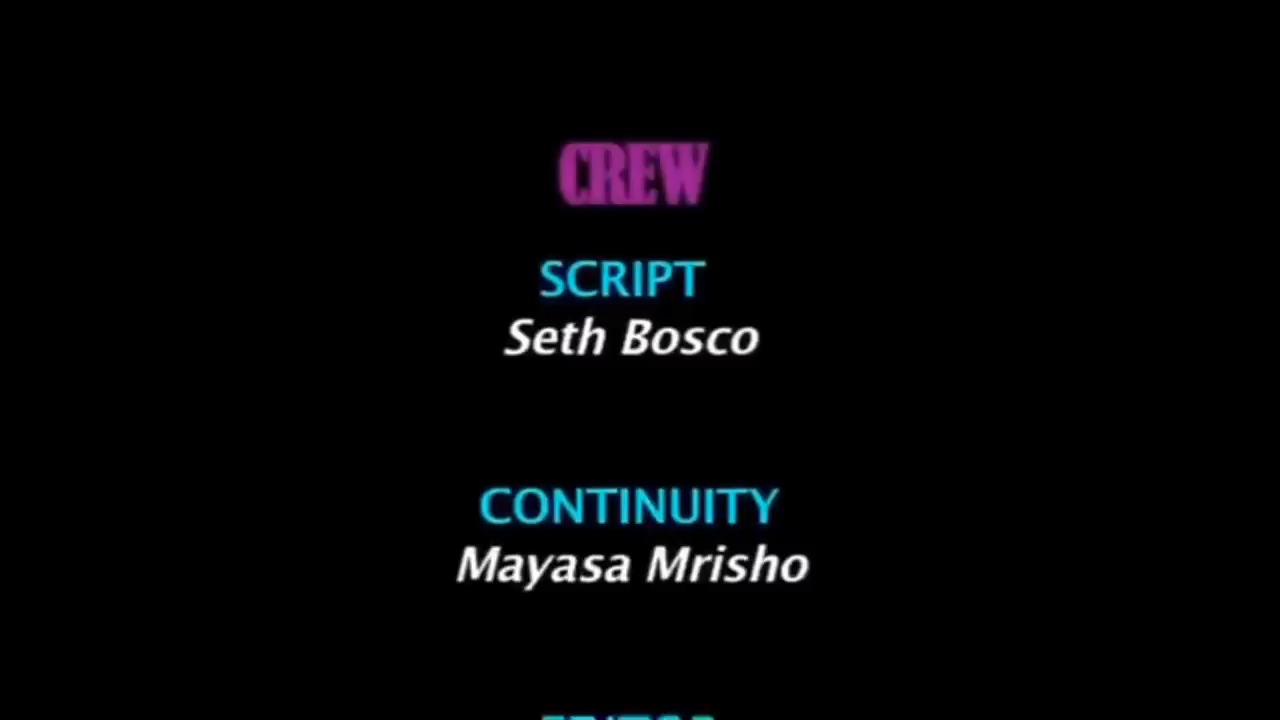 CREW
SCRIPT
Seth Bosco
CONTINUITY
Mayasa Mrisho